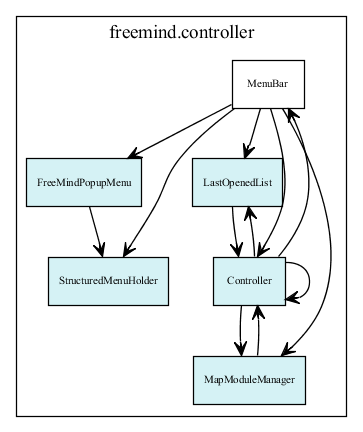 freemind.controller
MenuBar
FreeMindPopupMenu
LastOpenedList
StructuredMenuHolder
Controller
MapModuleManager